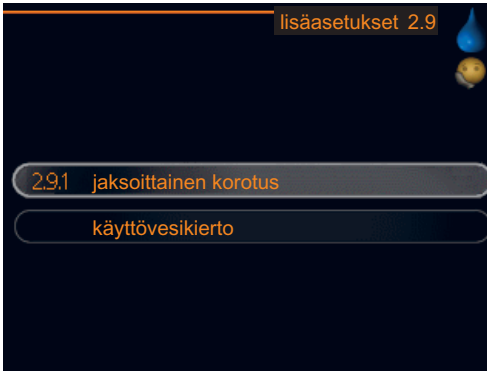 lisäasetukset 2.9
2.9.1 jaksoittainen korotus
käyttövesikierto